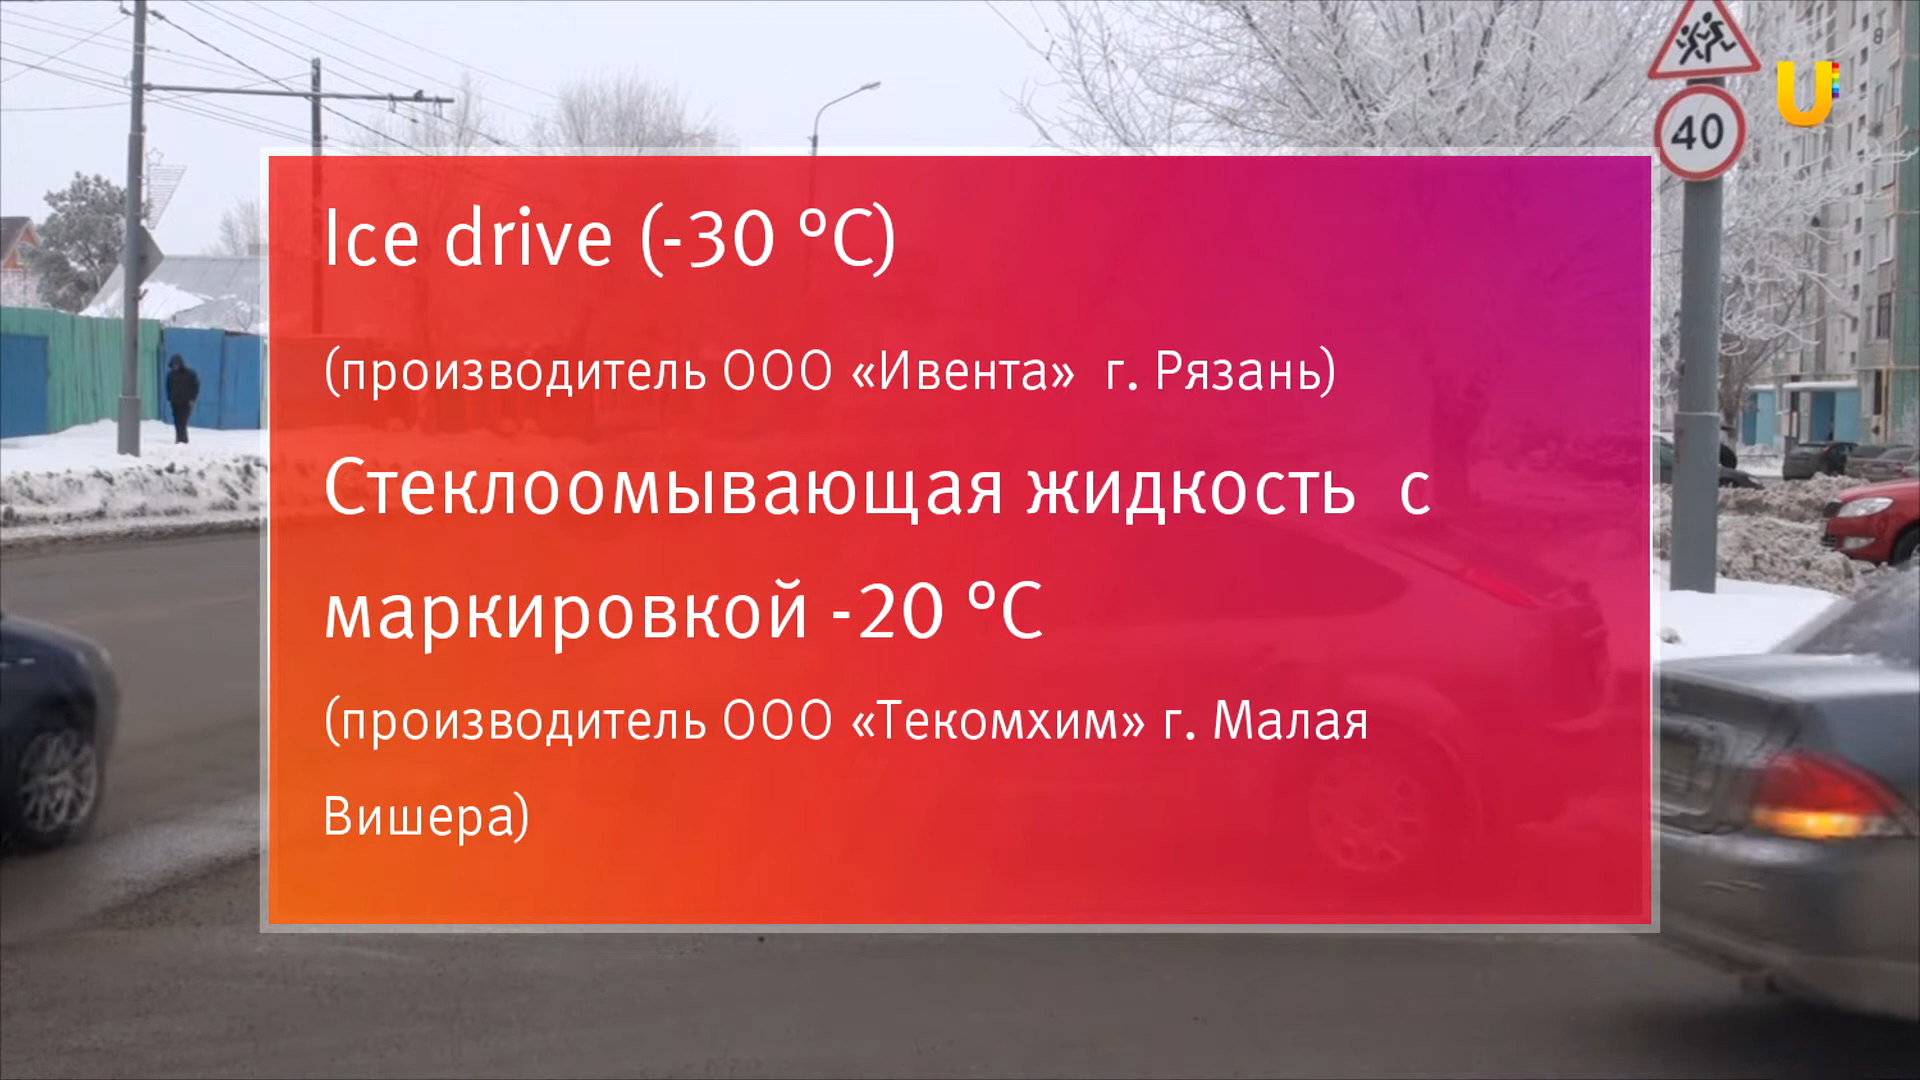 U
40
Ice drive (-30 °C)
(производитель ООО «Ивента» г. Рязань)
Стеклоомывающая жидкость с
маркировкой -20 °C
(производитель ООО «Текомхим» г. Малая
Вишера)